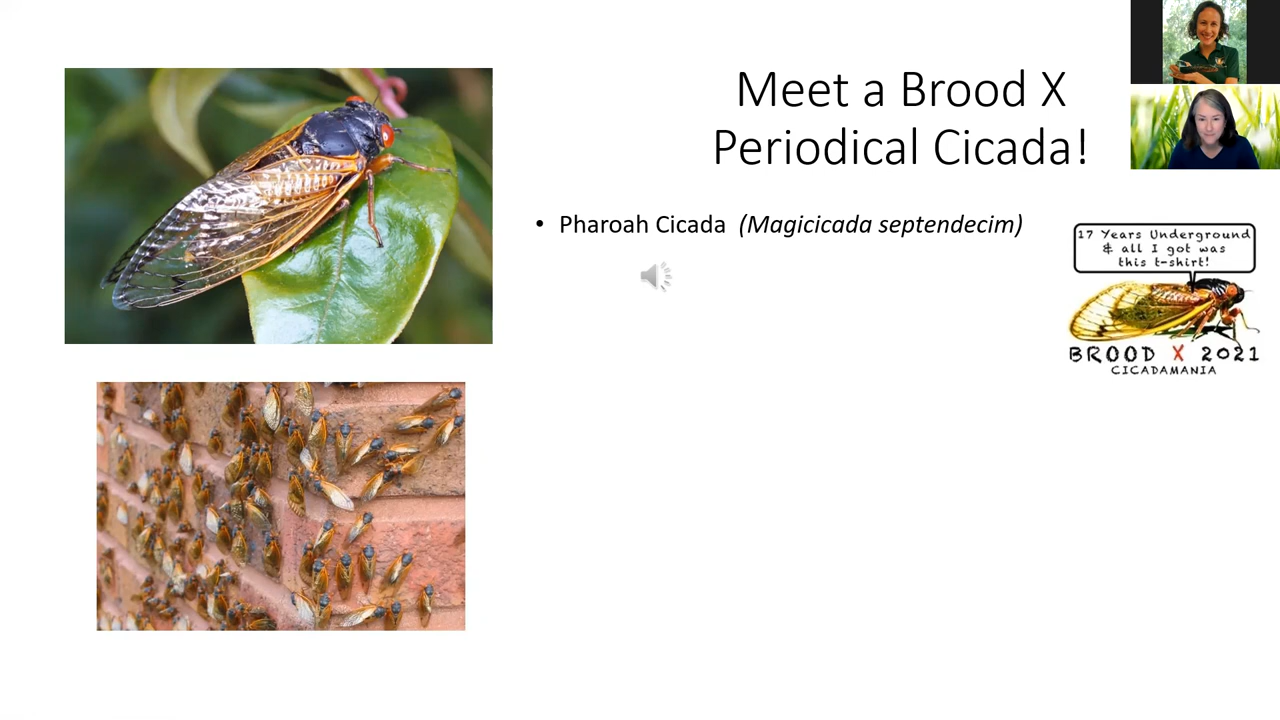 Meet a Brood X
Periodical Cicada!
• Pharoah Cicada (Magicicada septendecim)
17 Years Underground
& all I got was
this t-shirt!
BROOD X 2021
CICADAMANIA